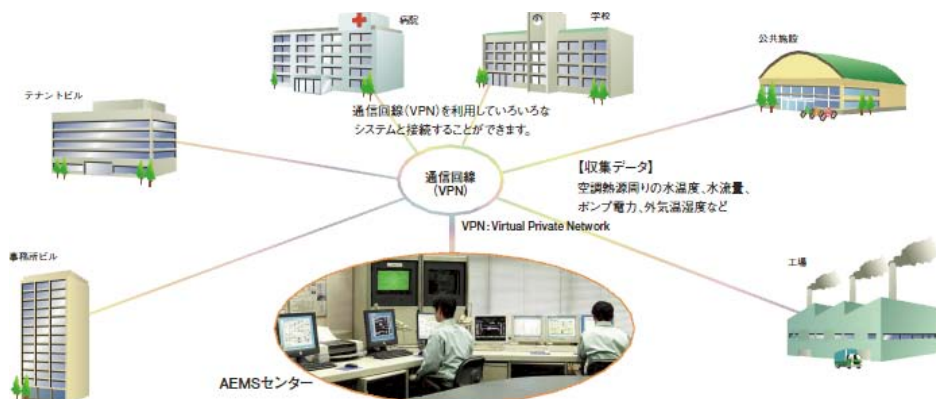 病院
学校
公共施設
テナントビル
通信回線(VPN)を利用していろいろな
システムと接続することができます。
通信回線
(VPN)
【収集データ】
空調熱源周りの水温度、水流量、
ポンプ電力、外気温湿度など
VPN:Virtual Private Network
事務所ビル
工場
AEMSセンター